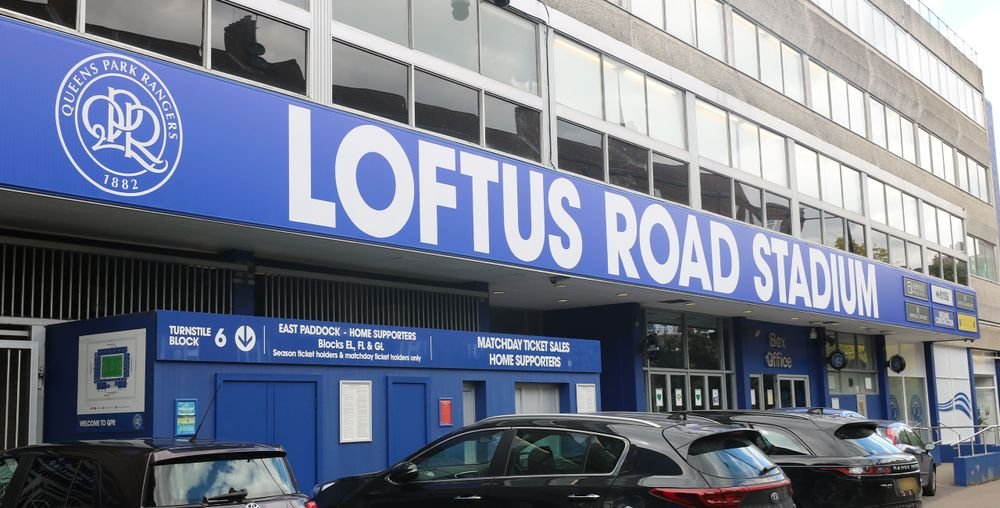 QUEENS PARK RANGERS
QPR
1882
LOFTUS ROAD STADIUM
TURNSTILE
BLOCK 6
EAST PADDOCK - HOME SUPPORTERS
Blocks EL, FL & GL
Season ticket holders & matchday ticket holders only
MATCHDAY TICKET SALES
HOME SUPPORTERS
WELCOME TO QPR
Box
Office